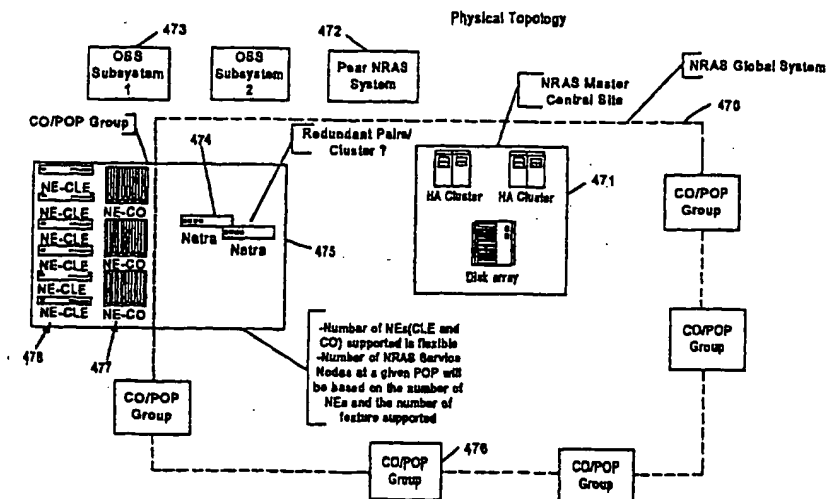 Physical Topology
473
OSS
Subsystem
1
OSS
Subsystem
2
472
Peer NRAS
System
NRAS Master
Central Site
NRAS Global System
470
CO/POP Group
474
Redundant Pairs/
Cluster ?
NE-CLE
NE-CLE
NE-CLE
NE-CLE
NE-CLE
NE-CLE
NE-CO
NE-CO
NE-CO
Netra
Netra
475
HA Cluster
HA Cluster
Disk array
471
CO/POP
Group
CO/POP
Group
478
477
-Number of NEs(CLE and
CO) supported is flexible
-Number of NRAS Service
Nodes at a given POP will
be based on the number of
NEs and the number of
feature supported
CO/POP
Group
476
CO/POP
Group
CO/POP
Group